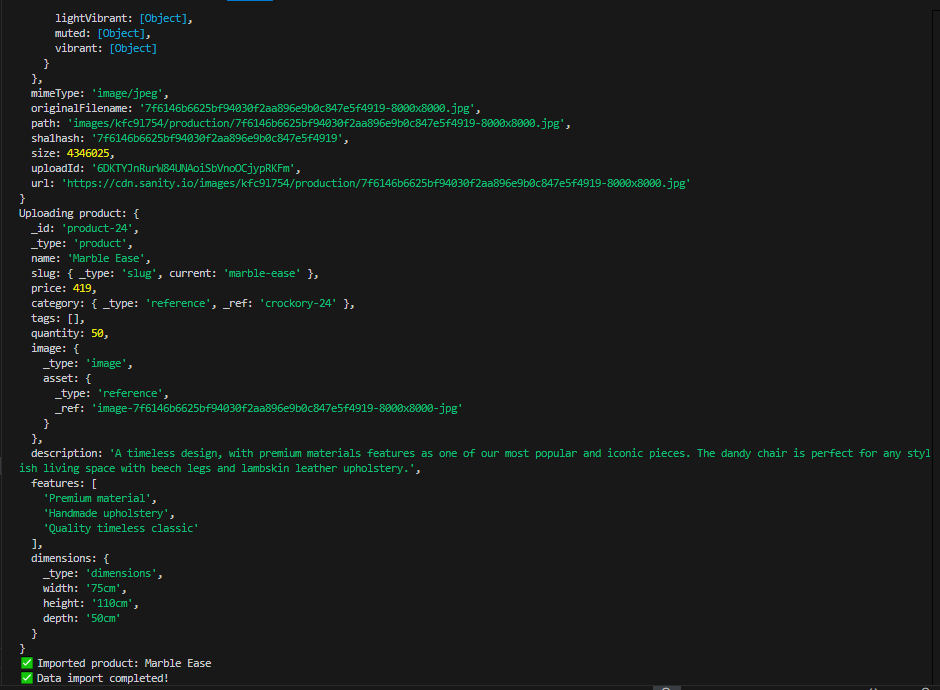 lightVibrant: [Object],
muted: [Object],
vibrant: [Object]
}
},
mimeType: 'image/jpeg',
originalFilename: '7f6146b6625bf94030f2aa896e9b0c847e5f4919-8000x8000.jpg',
path: 'images/kfc9l754/production/7f6146b6625bf94030f2aa896e9b0c847e5f4919-8000x8000.jpg',
sha1hash: '7f6146b6625bf94030f2aa896e9b0c847e5f4919',
size: 4346025,
uploadId: '6DKTYJnRurW84UNAoiSbVnoOCjypRKFm',
url: 'https://cdn.sanity.io/images/kfc9l754/production/7f6146b6625bf94030f2aa896e9b0c847e5f4919-8000x8000.jpg'
}
Uploading product: {
_id: 'product-24',
_type: 'product',
name: 'Marble Ease',
slug: { _type: 'slug', current: 'marble-ease' },
price: 419,
category: { _type: 'reference', _ref: 'crockory-24' },
tags: [],
quantity: 50,
image: {
_type: 'image',
asset: {
_type: 'reference',
_ref: 'image-7f6146b6625bf94030f2aa896e9b0c847e5f4919-8000x8000-jpg'
}
},
description: 'A timeless design, with premium materials features as one of our most popular and iconic pieces. The dandy chair is perfect for any styl
ish living space with beech legs and lambskin leather upholstery.',
features: [
'Premium material',
'Handmade upholstery',
'Quality timeless classic'
],
dimensions: {
_type: 'dimensions',
width: '75cm',
height: '110cm',
depth: '50cm'
}
}
✅ Imported product: Marble Ease
✅ Data import completed!